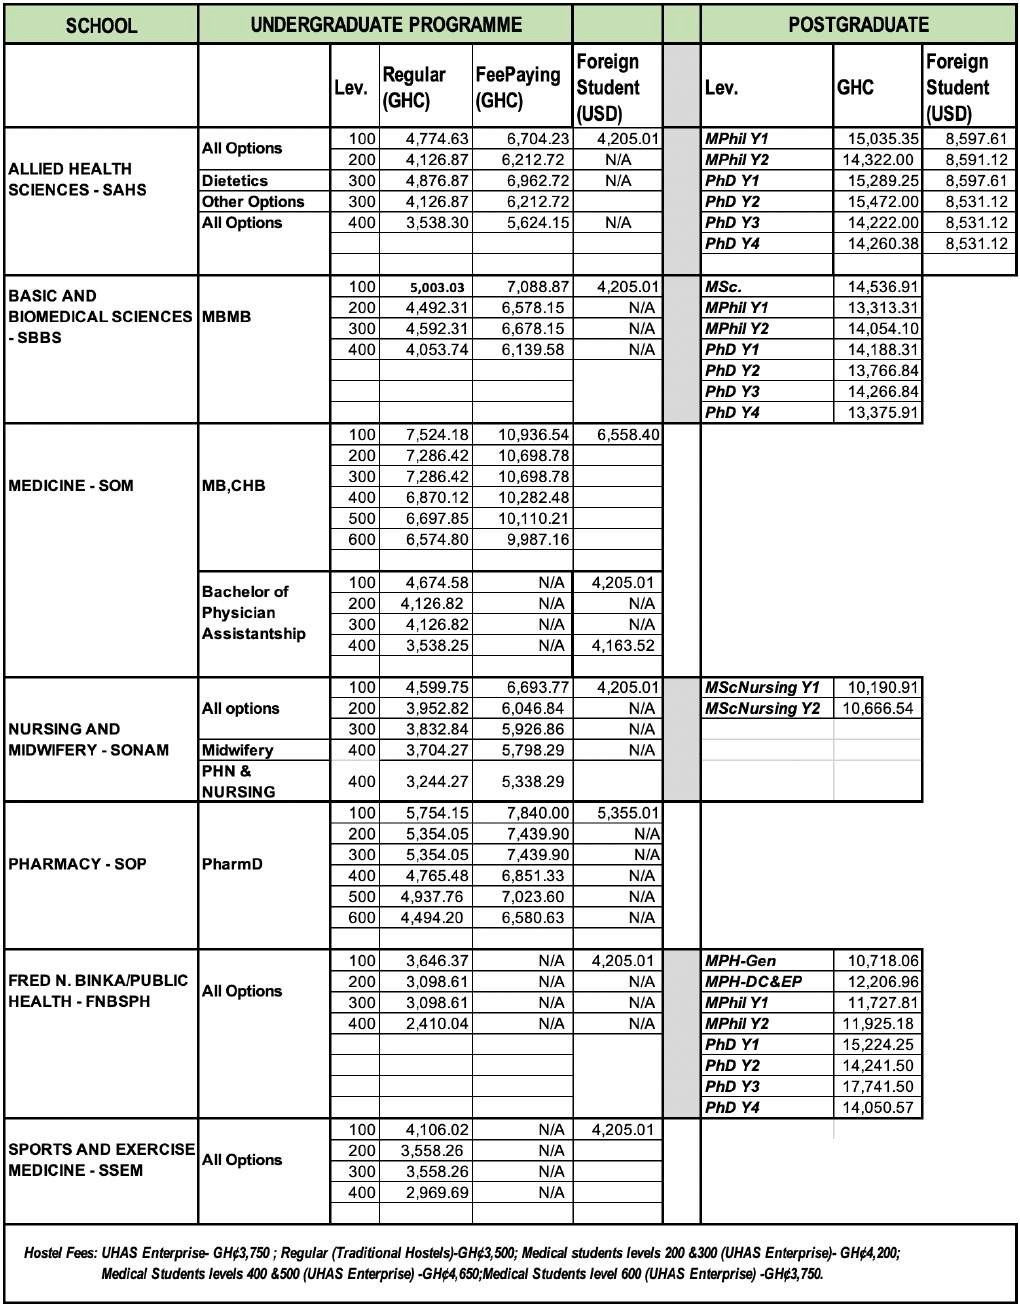 SCHOOL UNDERGRADUATE PROGRAMME POSTGRADUATE
Lev. Regular (GHC) FeePaying (GHC) Foreign Student (USD) Lev. GHC Foreign Student (USD)
ALLIED HEALTH SCIENCES - SAHS
All Options 100 4,774.63 6,704.23 4,205.01 MPhil Y1 15,035.35 8,597.61
200 4,126.87 6,212.72 N/A MPhil Y2 14,322.00 8,591.12
Dietetics 300 4,876.87 6,962.72 N/A PhD Y1 15,289.25 8,597.61
Other Options 300 4,126.87 6,212.72 PhD Y2 15,472.00 8,531.12
All Options 400 3,538.30 5,624.15 N/A PhD Y3 14,222.00 8,531.12
PhD Y4 14,260.38 8,531.12
BASIC AND BIOMEDICAL SCIENCES - SBBS
MBMB
100 5,003.03 7,088.87 4,205.01 MSc. 14,536.91
200 4,492.31 6,578.15 N/A MPhil Y1 13,313.31
300 4,592.31 6,678.15 N/A MPhil Y2 14,054.10
400 4,053.74 6,139.58 N/A PhD Y1 14,188.31
PhD Y2 13,766.84
PhD Y3 14,266.84
PhD Y4 13,375.91
MEDICINE - SOM
MB,CHB
100 7,524.18 10,936.54 6,558.40
200 7,286.42 10,698.78
300 7,286.42 10,698.78
400 6,870.12 10,282.48
500 6,697.85 10,110.21
600 6,574.80 9,987.16
Bachelor of Physician Assistantship
100 4,674.58 N/A 4,205.01
200 4,126.82 N/A N/A
300 4,126.82 N/A N/A
400 3,538.25 N/A 4,163.52
NURSING AND MIDWIFERY - SONAM
All options
100 4,599.75 6,693.77 4,205.01 MScNursing Y1 10,190.91
200 3,952.82 6,046.84 N/A MScNursing Y2 10,666.54
300 3,832.84 5,926.86 N/A
Midwifery 400 3,704.27 5,798.29 N/A
PHN & NURSING 400 3,244.27 5,338.29
PHARMACY - SOP
PharmD
100 5,754.15 7,840.00 5,355.01
200 5,354.05 7,439.90 N/A
300 5,354.05 7,439.90 N/A
400 4,765.48 6,851.33 N/A
500 4,937.76 7,023.60 N/A
600 4,494.20 6,580.63 N/A
FRED N. BINKA/PUBLIC HEALTH - FNBSPH
All Options
100 3,646.37 N/A 4,205.01 MPH-Gen 10,718.06
200 3,098.61 N/A N/A MPH-DC&EP 12,206.96
300 3,098.61 N/A N/A MPhil Y1 11,727.81
400 2,410.04 N/A N/A MPhil Y2 11,925.18
PhD Y1 15,224.25
PhD Y2 14,241.50
PhD Y3 17,741.50
PhD Y4 14,050.57
SPORTS AND EXERCISE MEDICINE - SSEM
All Options
100 4,106.02 N/A 4,205.01
200 3,558.26 N/A
300 3,558.26 N/A
400 2,969.69 N/A
Hostel Fees: UHAS Enterprise- GH¢3,750 ; Regular (Traditional Hostels)-GH¢3,500; Medical students levels 200 &300 (UHAS Enterprise)- GH¢4,200;
Medical Students levels 400 &500 (UHAS Enterprise) -GH¢4,650;Medical Students level 600 (UHAS Enterprise) -GH¢3,750.